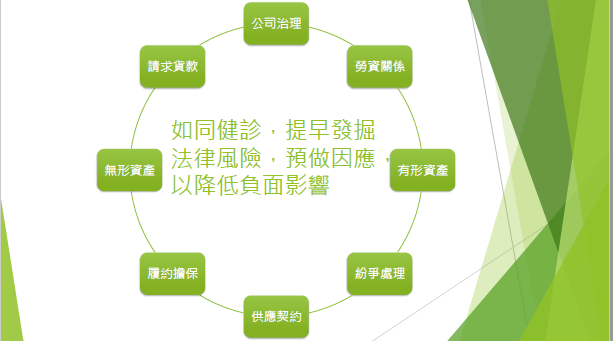 公司治理
請求貨款
勞資關係
如同健診，提早發掘
法律風險，預做因應，
以降低負面影響
無形資產
有形資產
履約擔保
紛爭處理
供應契約